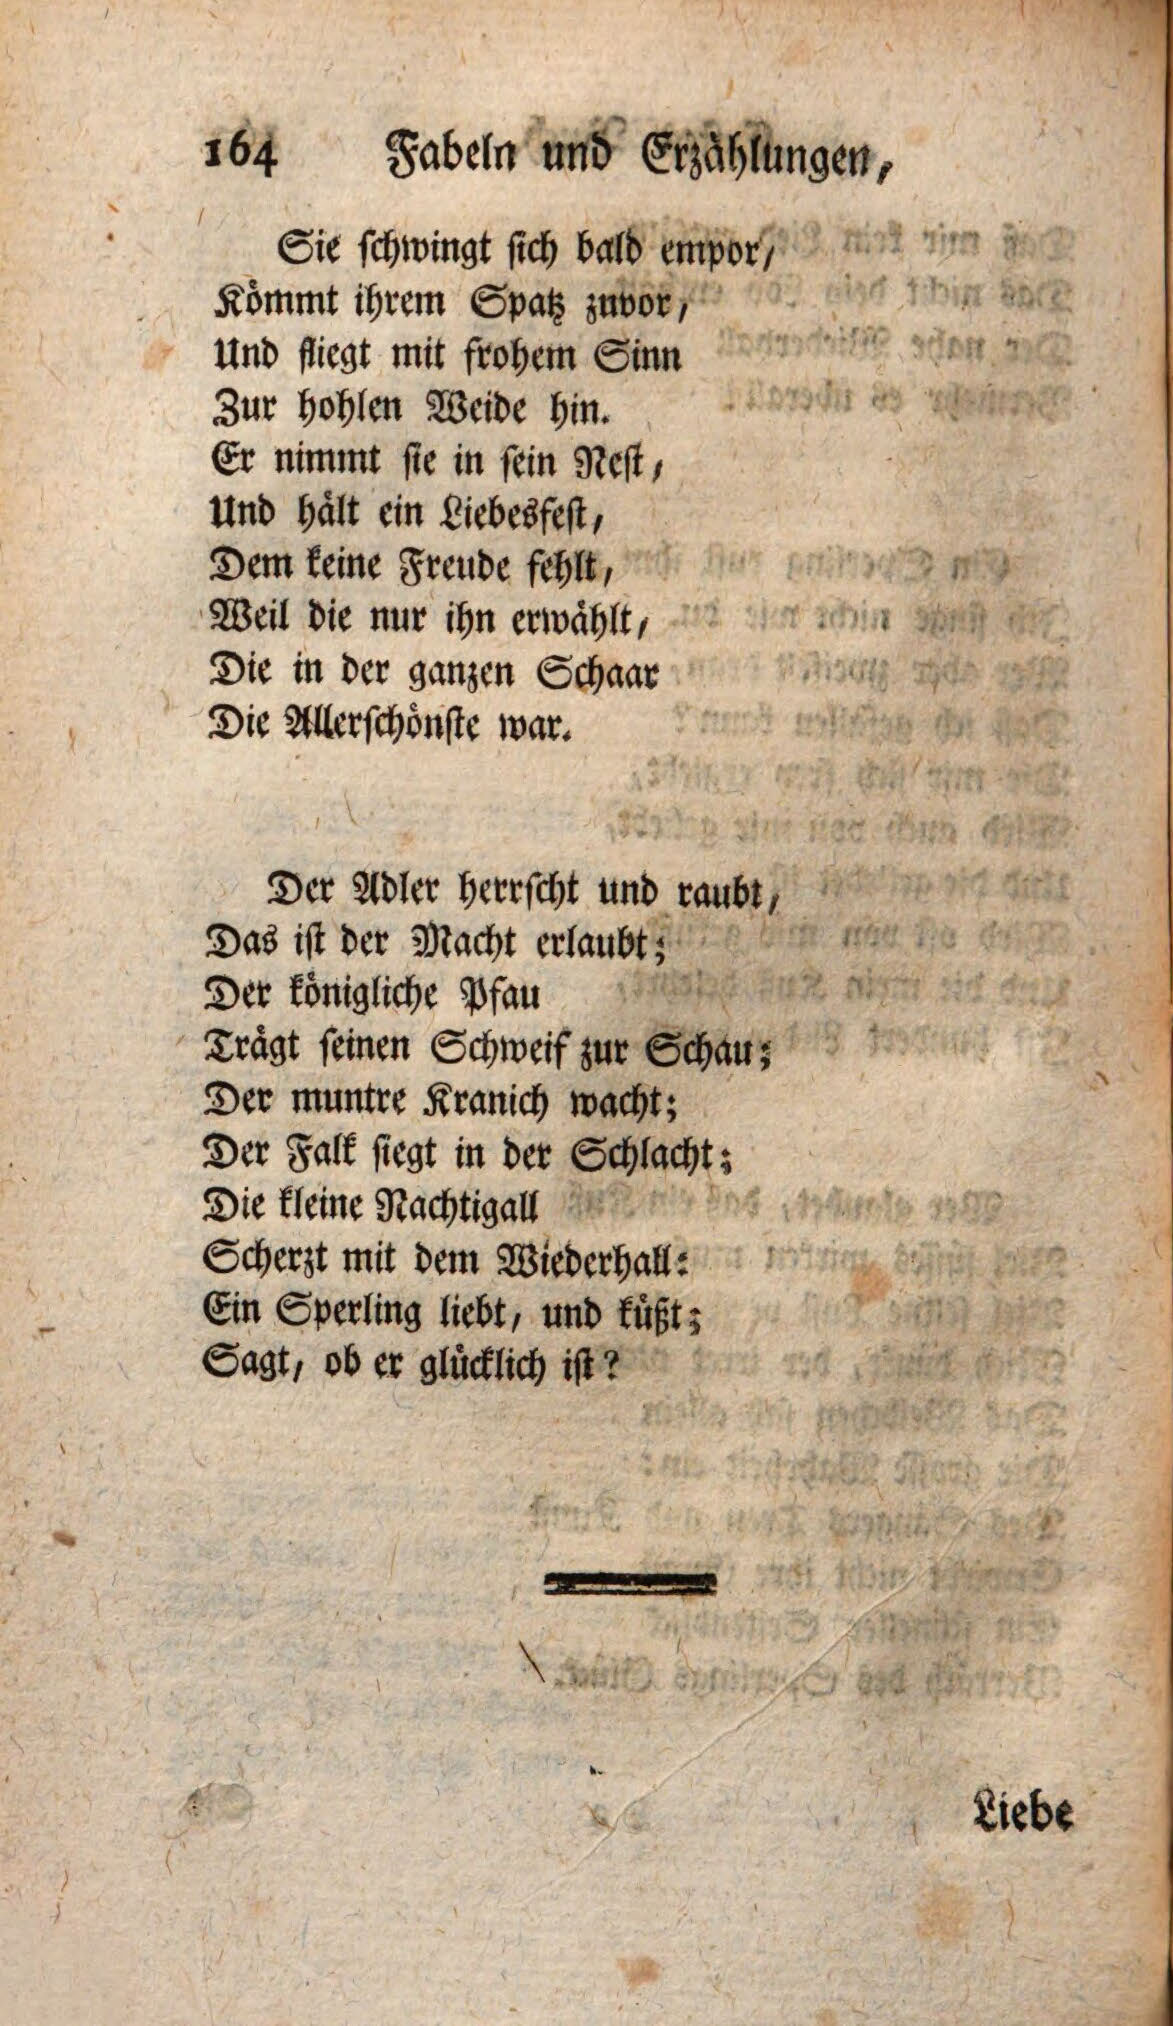 164 Fabeln und Erzählungen,
Sie schwingt sich bald empor,
Kömmt ihrem Spatz zuvor,
Und fliegt mit frohem Sinn
Zur hohlen Weide hin.
Er nimmt sie in sein Nest,
Und hält ein Liebesfest,
Dem keine Freude fehlt,
Weil die nur ihn erwählt,
Die in der ganzen Schaar
Die Allerschönste war.
Der Adler herrscht und raubt,
Das ist der Macht erlaubt;
Der königliche Pfau
Trägt seinen Schweif zur Schau;
Der muntre Kranich wacht;
Der Falk siegt in der Schlacht;
Die kleine Nachtigall
Scherzt mit dem Wiederhall:
Ein Sperling liebt, und küßt;
Sagt, ob er glücklich ist?
Liebe